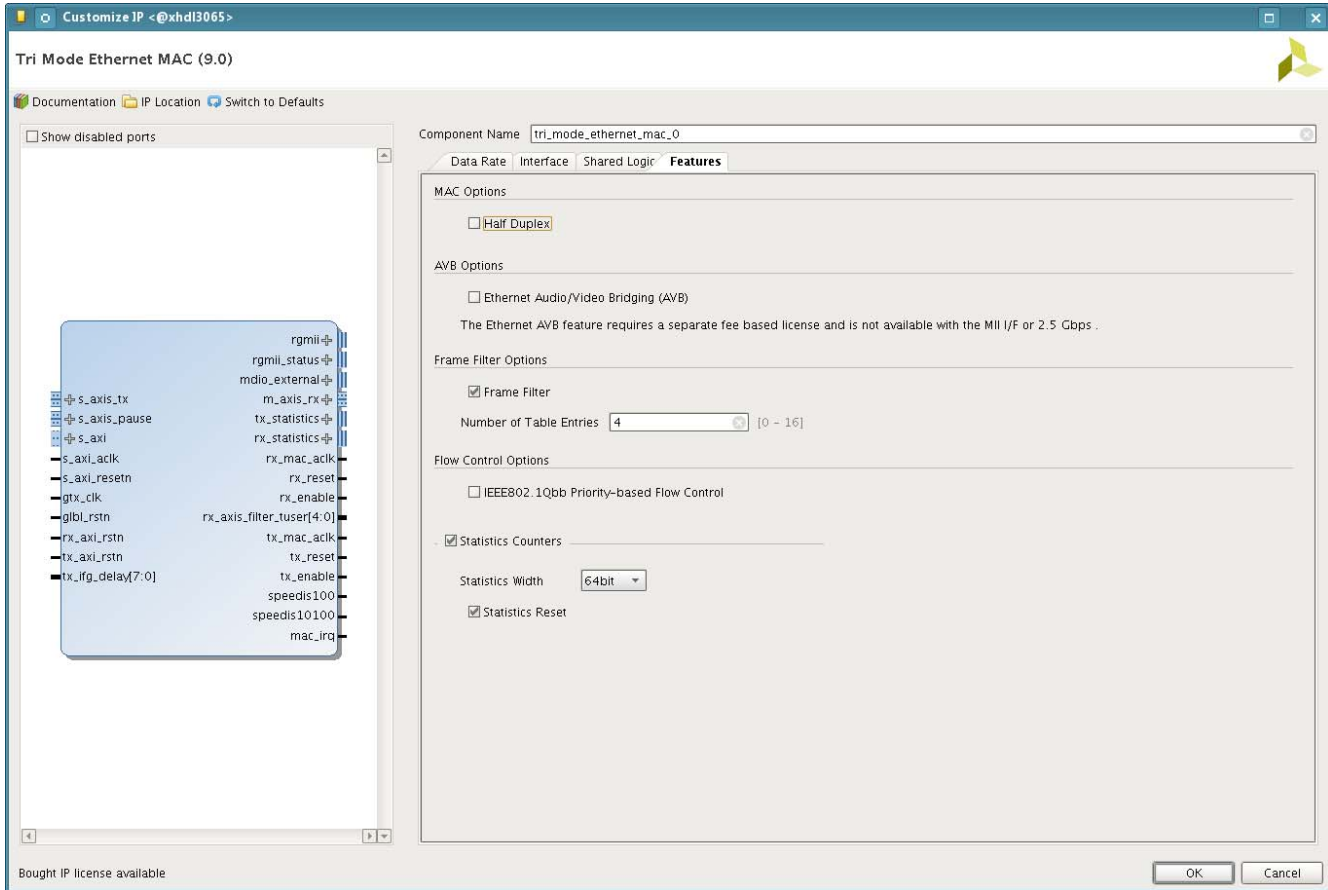 Customize IP <@xhdl3065>
Tri Mode Ethernet MAC (9.0)
Documentation IP Location Switch to Defaults
Show disabled ports
rgmii
rgmii_status
mdio_external
s_axis_tx m_axis_rx
s_axis_pause tx_statistics
s_axi rx_statistics
s_axi_aclk rx_mac_aclk
s_axi_resetn rx_reset
gtx_clk rx_enable
glbl_rstn rx_axis_filter_tuser[4:0]
rx_axi_rstn tx_mac_aclk
tx_axi_rstn tx_reset
tx_ifg_delay[7:0] tx_enable
speedis100
speedis10100
mac_irq
Component Name tri_mode_ethernet_mac_0
Data Rate Interface Shared Logic Features
MAC Options
Half Duplex
AVB Options
Ethernet Audio/Video Bridging (AVB)
The Ethernet AVB feature requires a separate fee based license and is not available with the MII I/F or 2.5 Gbps .
Frame Filter Options
Frame Filter
Number of Table Entries 4 [0 - 16]
Flow Control Options
IEEE802.1Qbb Priority-based Flow Control
Statistics Counters
Statistics Width 64bit
Statistics Reset
Bought IP license available
OK Cancel